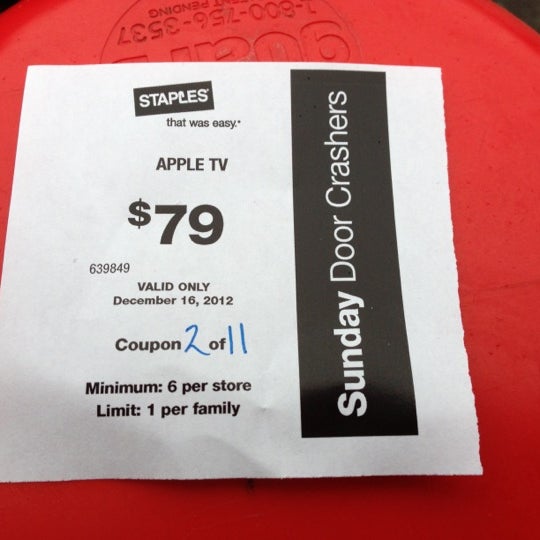 1-800-756-3537
STAPLES
that was easy.
APPLE TV
$79
639849
VALID ONLY
December 16, 2012
Coupon 2 of 11
Minimum: 6 per store
Limit: 1 per family
Sunday Door Crashers